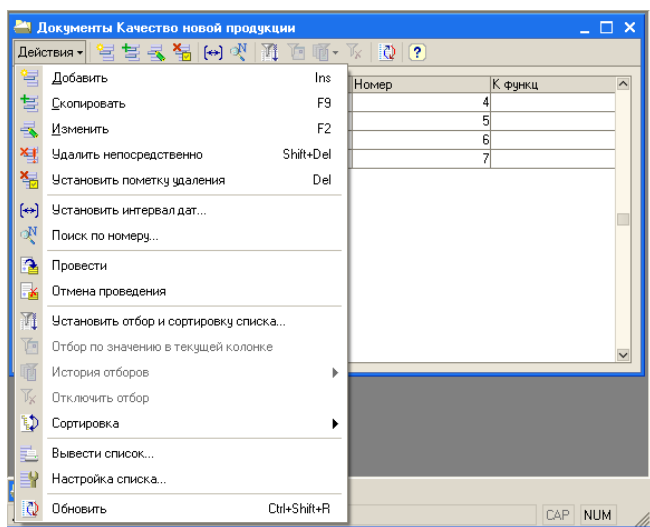 Документы Качество новой продукции
Действия
Номер К функц
4
5
6
7
Добавить Ins
Скопировать F9
Изменить F2
Удалить непосредственно Shift+Del
Установить пометку удаления Del
Установить интервал дат...
Поиск по номеру...
Провести
Отмена проведения
Установить отбор и сортировку списка...
Отбор по значению в текущей колонке
История отборов
Отключить отбор
Сортировка
Вывести список...
Настройка списка...
Обновить Ctrl+Shift+R
CAP NUM